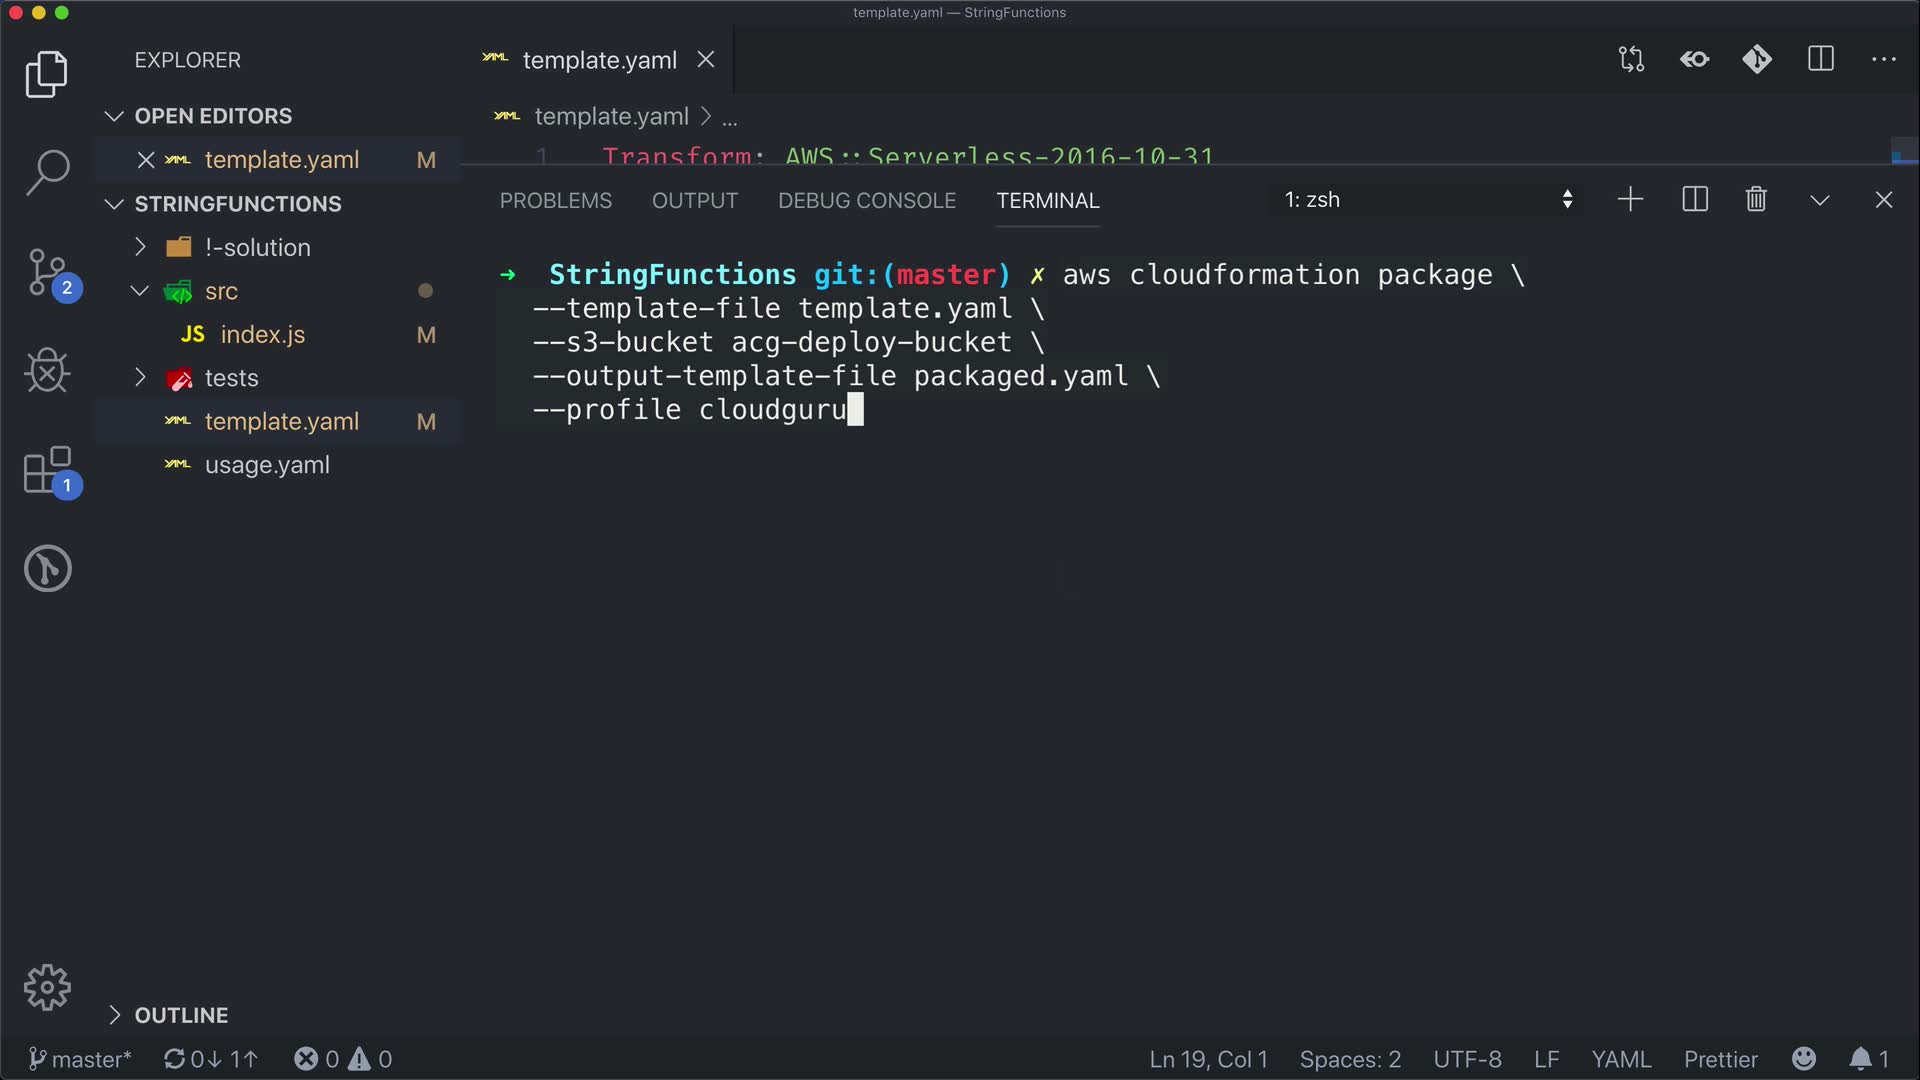 template.yaml — StringFunctions
EXPLORER
template.yaml
OPEN EDITORS
template.yaml > ...
template.yaml M
1 Transform: AWS::Serverless-2016-10-31
STRINGFUNCTIONS
PROBLEMS OUTPUT DEBUG CONSOLE TERMINAL 1: zsh
!-solution
src
JS index.js M
tests
template.yaml M
usage.yaml
➜ StringFunctions git:(master) ✗ aws cloudformation package \
--template-file template.yaml \
--s3-bucket acg-deploy-bucket \
--output-template-file packaged.yaml \
--profile cloudguru
2
1
OUTLINE
master* 0↓ 1↑ 0 0 Ln 19, Col 1 Spaces: 2 UTF-8 LF YAML Prettier 1